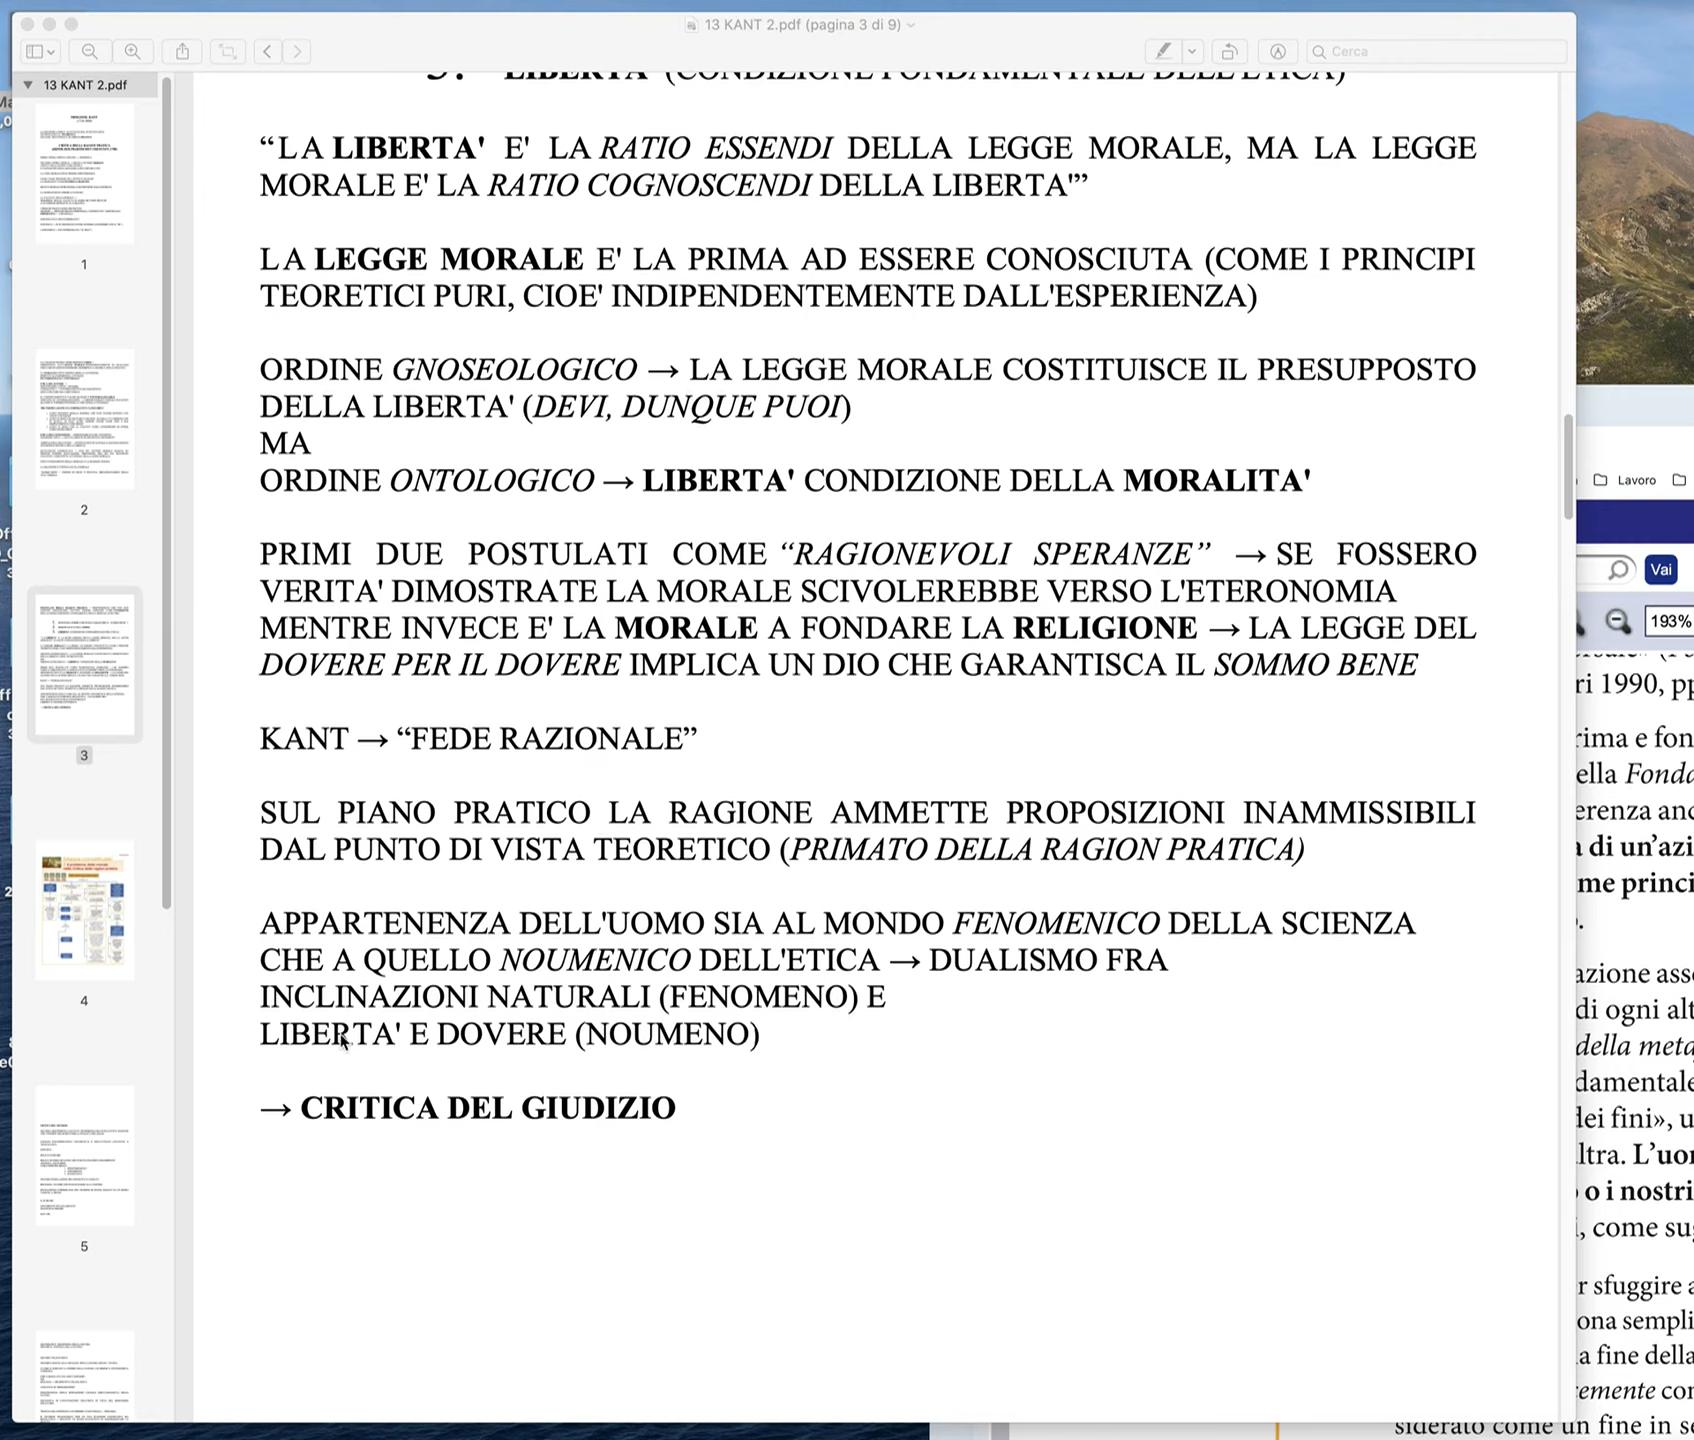 13 KANT 2.pdf (pagina 3 di 9)
Cerca
13 KANT 2.pdf
1
2
3
4
5
3. LIBERTA' (CONDIZIONE FONDAMENTALE DELL'ETICA)
“LA LIBERTA' E' LA RATIO ESSENDI DELLA LEGGE MORALE, MA LA LEGGE
MORALE E' LA RATIO COGNOSCENDI DELLA LIBERTA'”
LA LEGGE MORALE E' LA PRIMA AD ESSERE CONOSCIUTA (COME I PRINCIPI
TEORETICI PURI, CIOE' INDIPENDENTEMENTE DALL'ESPERIENZA)
ORDINE GNOSEOLOGICO → LA LEGGE MORALE COSTITUISCE IL PRESUPPOSTO
DELLA LIBERTA' (DEVI, DUNQUE PUOI)
MA
ORDINE ONTOLOGICO → LIBERTA' CONDIZIONE DELLA MORALITA'
PRIMI DUE POSTULATI COME “RAGIONEVOLI SPERANZE” → SE FOSSERO
VERITA' DIMOSTRATE LA MORALE SCIVOLEREBBE VERSO L'ETERONOMIA
MENTRE INVECE E' LA MORALE A FONDARE LA RELIGIONE → LA LEGGE DEL
DOVERE PER IL DOVERE IMPLICA UN DIO CHE GARANTISCA IL SOMMO BENE
KANT → “FEDE RAZIONALE”
SUL PIANO PRATICO LA RAGIONE AMMETTE PROPOSIZIONI INAMMISSIBILI
DAL PUNTO DI VISTA TEORETICO (PRIMATO DELLA RAGION PRATICA)
APPARTENENZA DELL'UOMO SIA AL MONDO FENOMENICO DELLA SCIENZA
CHE A QUELLO NOUMENICO DELL'ETICA → DUALISMO FRA
INCLINAZIONI NATURALI (FENOMENO) E
LIBERTA' E DOVERE (NOUMENO)
→ CRITICA DEL GIUDIZIO
Lavoro
Vai
193%
ri 1990, pp
rima e fon
ella Fonda
erenza anc
a di un’azi
me princi
azione asso
di ogni alt
della meta
damentale
dei fini», u
ltra. L’uo
o i nostri
i, come sug
r sfuggire a
ona sempli
a fine della
emente con
siderato come un fine in se